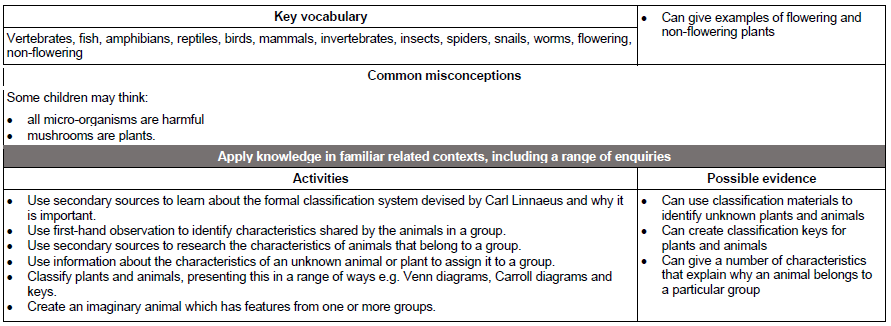 Key vocabulary
Vertebrates, fish, amphibians, reptiles, birds, mammals, invertebrates, insects, spiders, snails, worms, flowering,
non-flowering
• Can give examples of flowering and
non-flowering plants
Common misconceptions
Some children may think:
• all micro-organisms are harmful
• mushrooms are plants.
Apply knowledge in familiar related contexts, including a range of enquiries
Activities
• Use secondary sources to learn about the formal classification system devised by Carl Linnaeus and why it
is important.
• Use first-hand observation to identify characteristics shared by the animals in a group.
• Use secondary sources to research the characteristics of animals that belong to a group.
• Use information about the characteristics of an unknown animal or plant to assign it to a group.
• Classify plants and animals, presenting this in a range of ways e.g. Venn diagrams, Carroll diagrams and
keys.
• Create an imaginary animal which has features from one or more groups.
Possible evidence
• Can use classification materials to
identify unknown plants and animals
• Can create classification keys for
plants and animals
• Can give a number of characteristics
that explain why an animal belongs to
a particular group